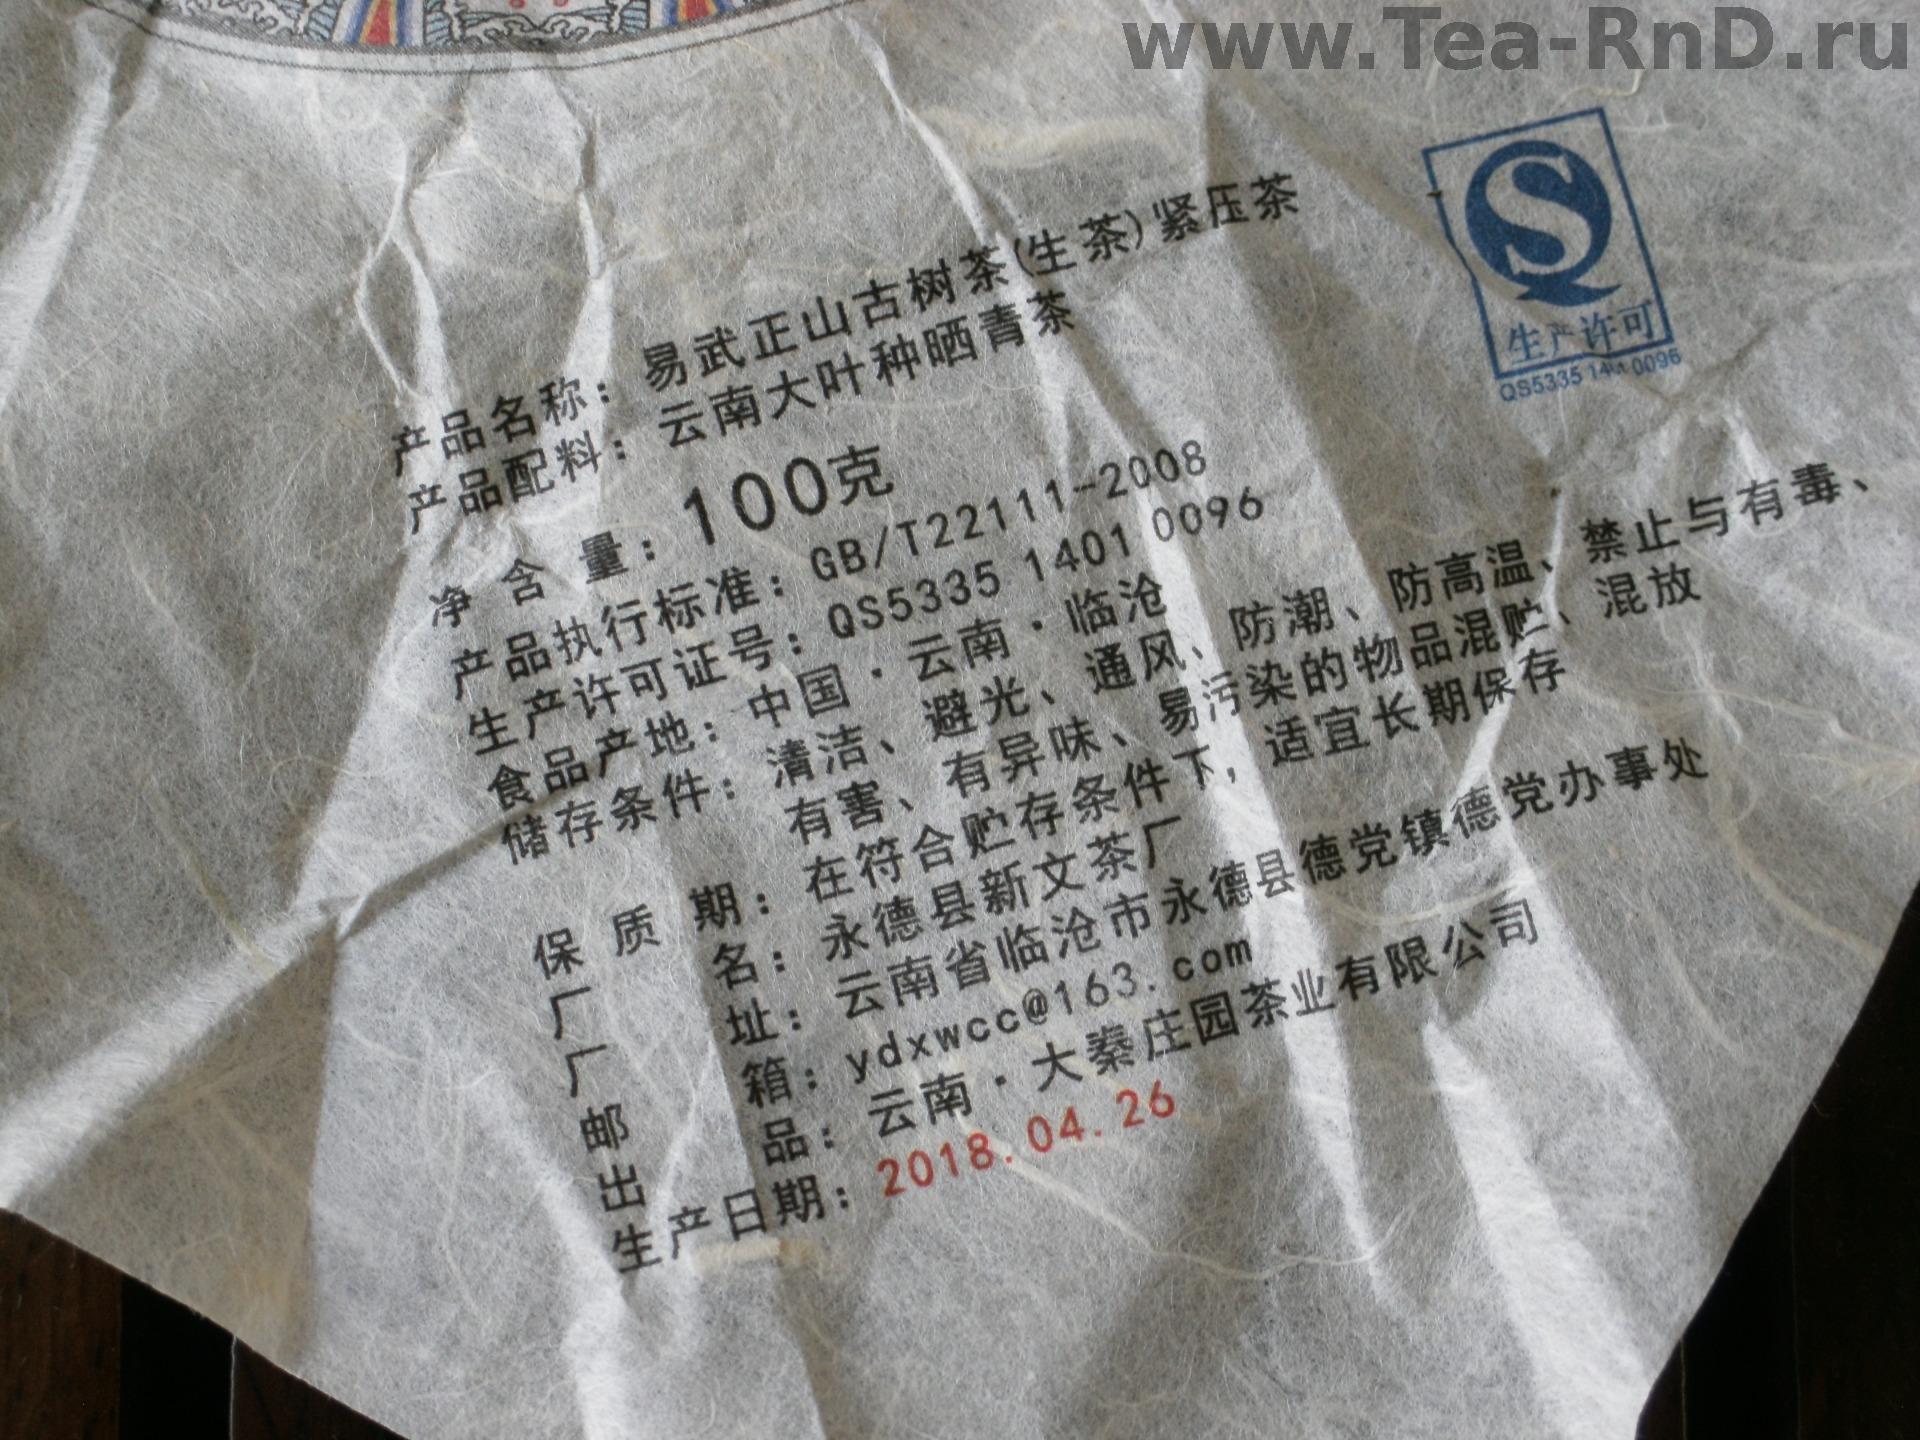 www.Tea-RnD.ru
生产许可
QS5335 1401 0096
产品名称：易武正山古树茶(生茶)紧压茶
产品配料：云南大叶种晒青茶
净含量：100克
产品执行标准：GB/T22111-2008
生产许可证号：QS5335 1401 0096
食品产地：中国·云南·临沧
储存条件：清洁、避光、通风、防潮、防高温、禁止与有毒、
有害、有异味、易污染的物品混贮、混放
保质期：在符合贮存条件下，适宜长期保存
厂名：永德县新文茶厂
厂址：云南省临沧市永德县德党镇德党办事处
邮箱：ydxwcc@163.com
出品：云南·大秦庄园茶业有限公司
生产日期：2018.04.26